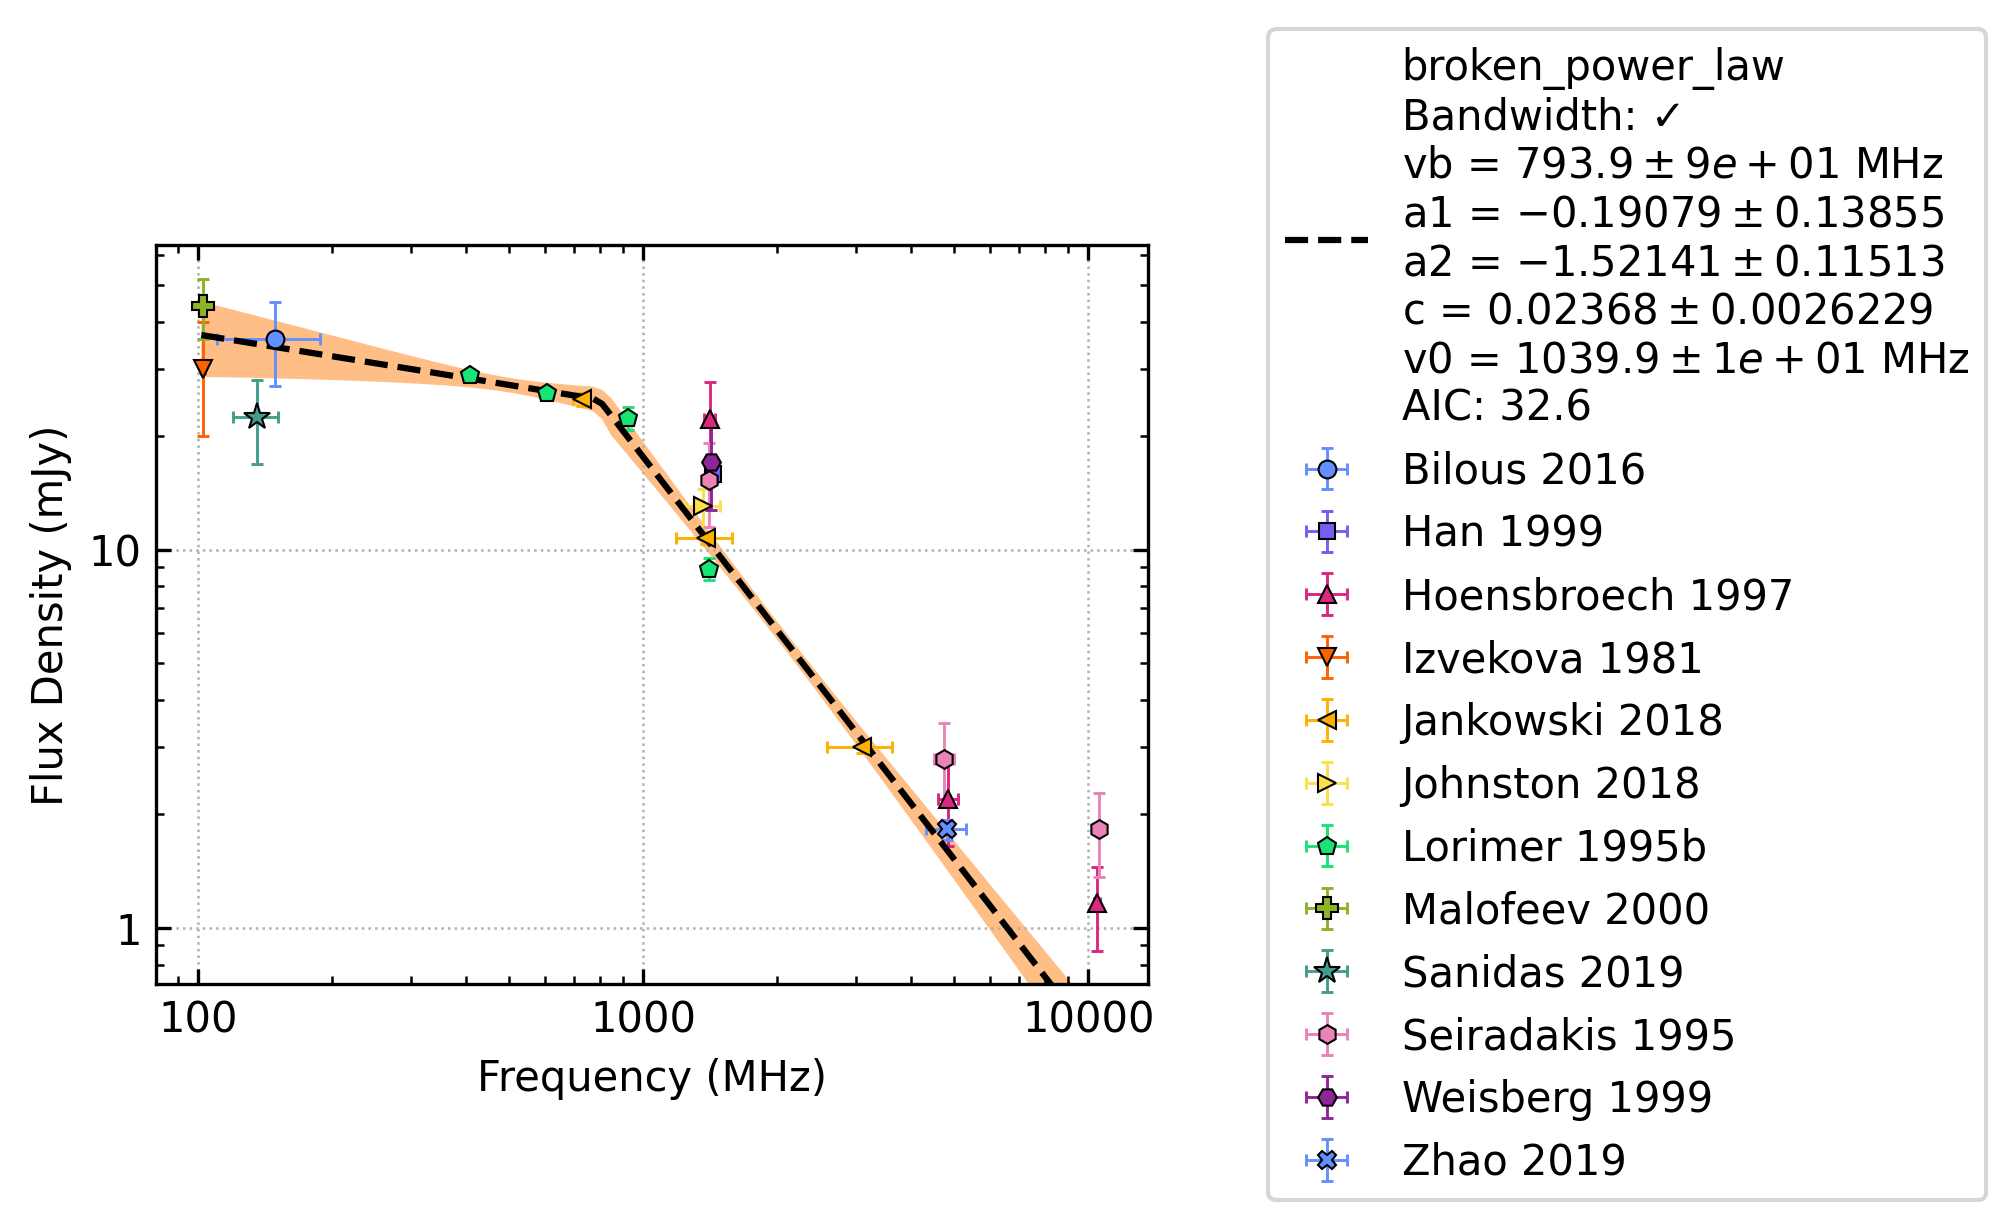 broken_power_law
Bandwidth: ✓
vb = 793.9 ± 9e + 01 MHz
a1 = −0.19079 ± 0.13855
a2 = −1.52141 ± 0.11513
c = 0.02368 ± 0.0026229
v0 = 1039.9 ± 1e + 01 MHz
AIC: 32.6
Bilous 2016
Han 1999
Hoensbroech 1997
Izvekova 1981
Jankowski 2018
Johnston 2018
Lorimer 1995b
Malofeev 2000
Sanidas 2019
Seiradakis 1995
Weisberg 1999
Zhao 2019
Flux Density (mJy)
10
1
100
1000
10000
Frequency (MHz)